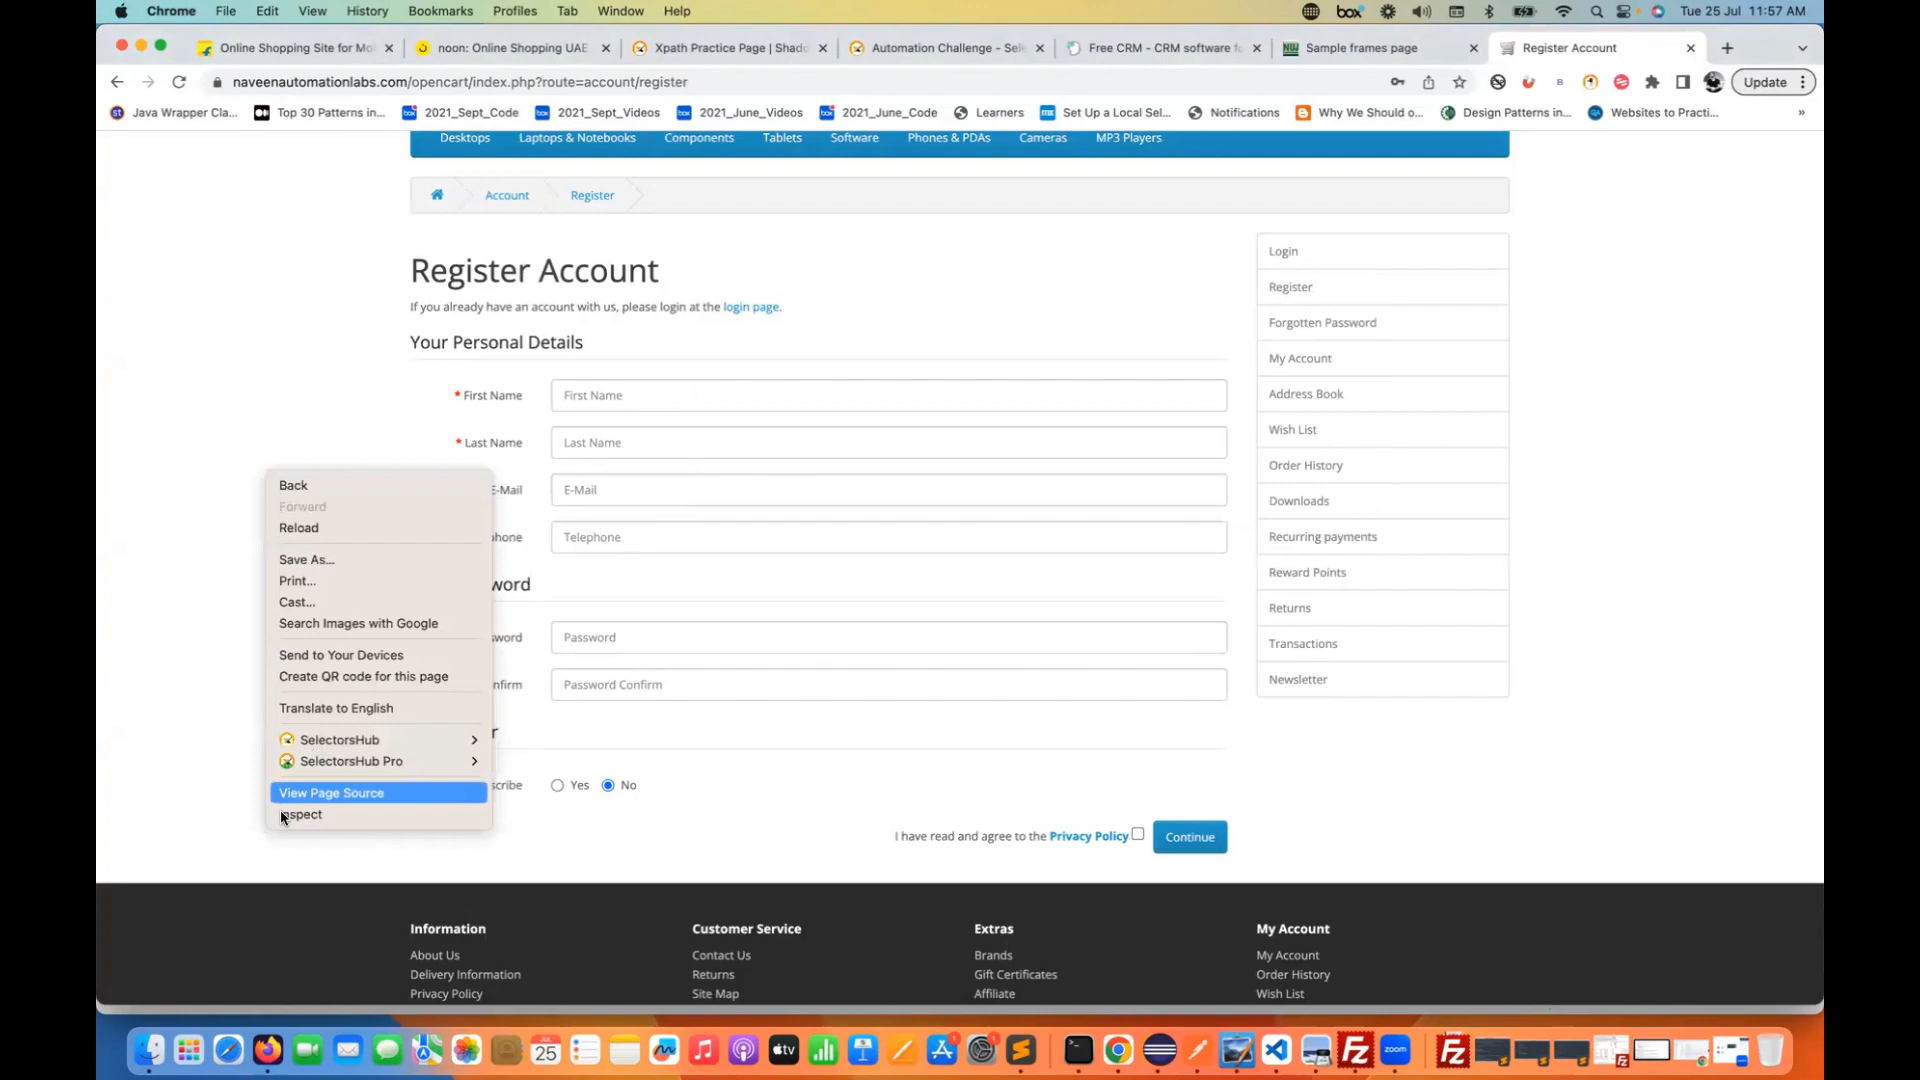 Chrome File Edit View History Bookmarks Profiles Tab Window Help box Tue 25 Jul 11:57 AM
Online Shopping Site for Mo noon: Online Shopping UAE Xpath Practice Page | Shado Automation Challenge - Sele Free CRM - CRM software fo Sample frames page Register Account
naveenautomationlabs.com/opencart/index.php?route=account/register Update
Java Wrapper Cla... Top 30 Patterns in... 2021_Sept_Code 2021_Sept_Videos 2021_June_Videos 2021_June_Code Learners Set Up a Local Sel... Notifications Why We Should o... Design Patterns in... Websites to Practi... »
Desktops Laptops & Notebooks Components Tablets Software Phones & PDAs Cameras MP3 Players
Account Register
Register Account
If you already have an account with us, please login at the login page.
Your Personal Details
* First Name First Name
* Last Name Last Name
E-Mail E-Mail
hone Telephone
word
sword Password
nfirm Password Confirm
r
cribe Yes No
I have read and agree to the Privacy Policy Continue
Back
Forward
Reload
Save As...
Print...
Cast...
Search Images with Google
Send to Your Devices
Create QR code for this page
Translate to English
SelectorsHub
SelectorsHub Pro
View Page Source
Inspect
Login
Register
Forgotten Password
My Account
Address Book
Wish List
Order History
Downloads
Recurring payments
Reward Points
Returns
Transactions
Newsletter
Information Customer Service Extras My Account
About Us Contact Us Brands My Account
Delivery Information Returns Gift Certificates Order History
Privacy Policy Site Map Affiliate Wish List
JUL
25
tv
zoom